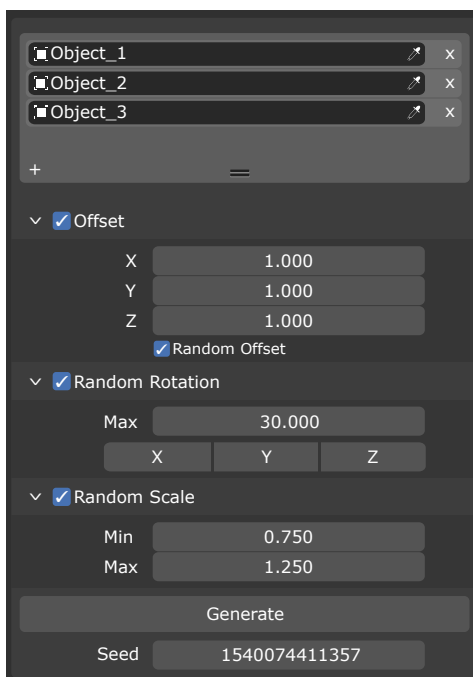 Object_1 x
Object_2 x
Object_3 x
+
Offset
X 1.000
Y 1.000
Z 1.000
Random Offset
Random Rotation
Max 30.000
X Y Z
Random Scale
Min 0.750
Max 1.250
Generate
Seed 1540074411357